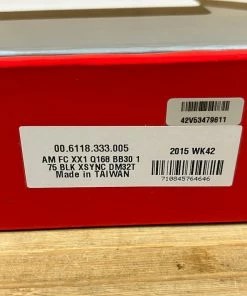 42V53479611
00.6118.333.005
2015 WK42
AM FC XX1 Q168 BB30 1
75 BLK XSYNC DM32T
Made in TAIWAN
710845764646